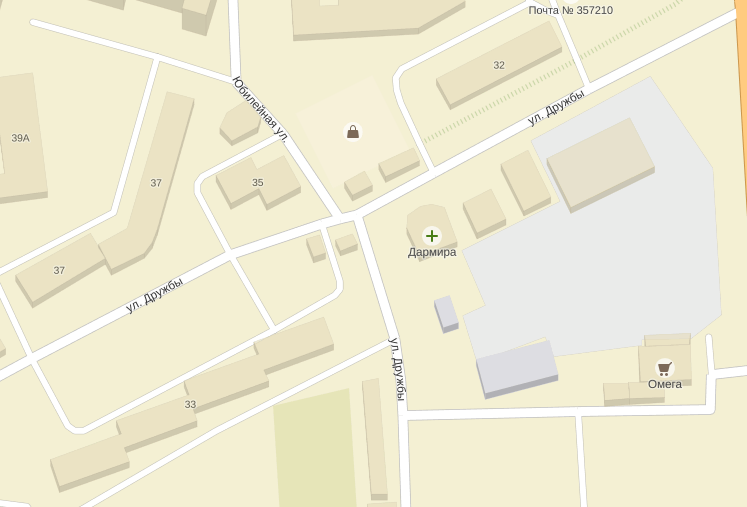 Почта № 357210
32
ул. Дружбы
Юбилейная ул.
39А
37
35
Дармира
37
ул. Дружбы
ул. Дружбы
Омега
33